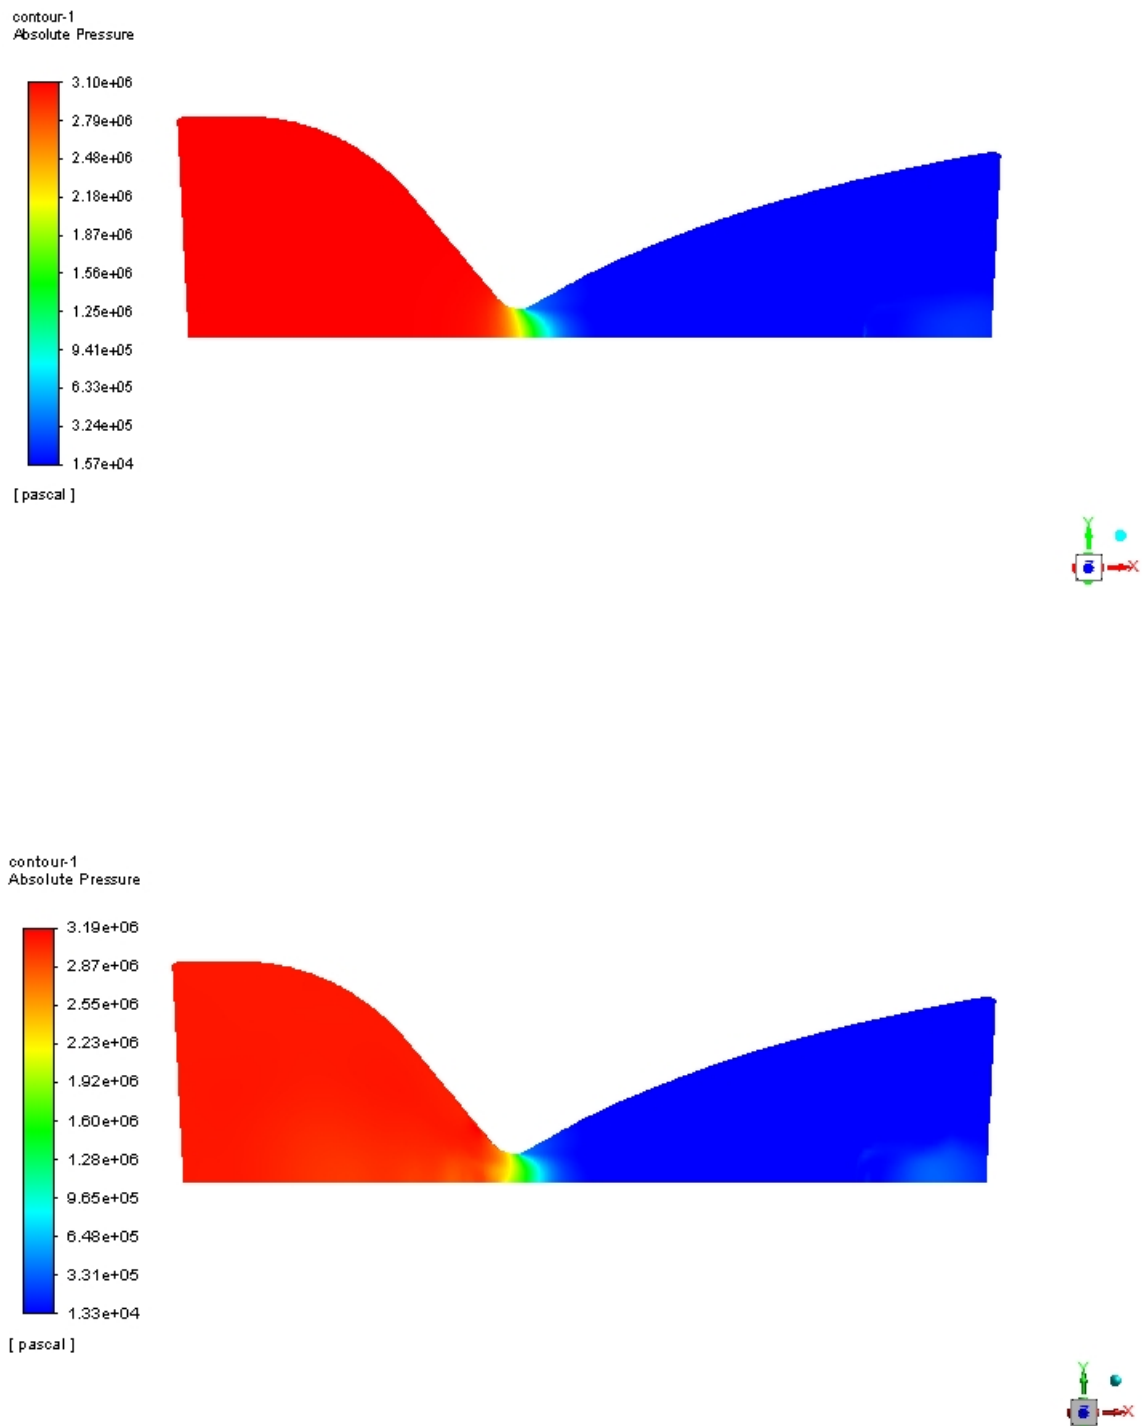 contour-1
Absolute Pressure
3.10e+06
2.79e+06
2.48e+06
2.18e+06
1.87e+06
1.56e+06
1.25e+06
9.41e+05
6.33e+05
3.24e+05
1.57e+04
[ pascal ]
Y
Z
X
contour-1
Absolute Pressure
3.19e+06
2.87e+06
2.55e+06
2.23e+06
1.92e+06
1.60e+06
1.28e+06
9.65e+05
6.48e+05
3.31e+05
1.33e+04
[ pascal ]
Y
Z
X